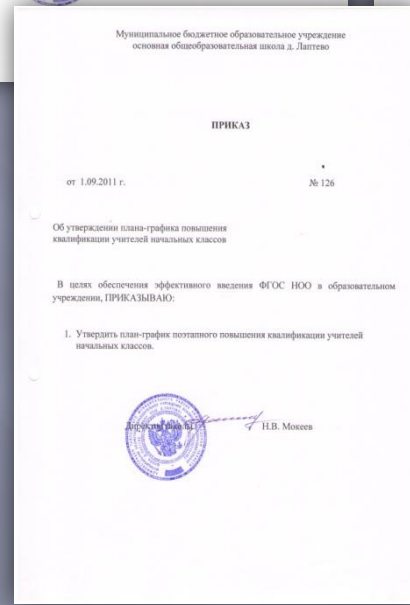 Муниципальное бюджетное образовательное учреждение
основная общеобразовательная школа д. Лаптево
ПРИКАЗ
от 1.09.2011 г. № 126
Об утверждении плана-графика повышения
квалификации учителей начальных классов
В целях обеспечения эффективного введения ФГОС НОО в образовательном
учреждении, ПРИКАЗЫВАЮ:
1. Утвердить план-график поэтапного повышения квалификации учителей
начальных классов.
Директор школы Н.В. Мокеев